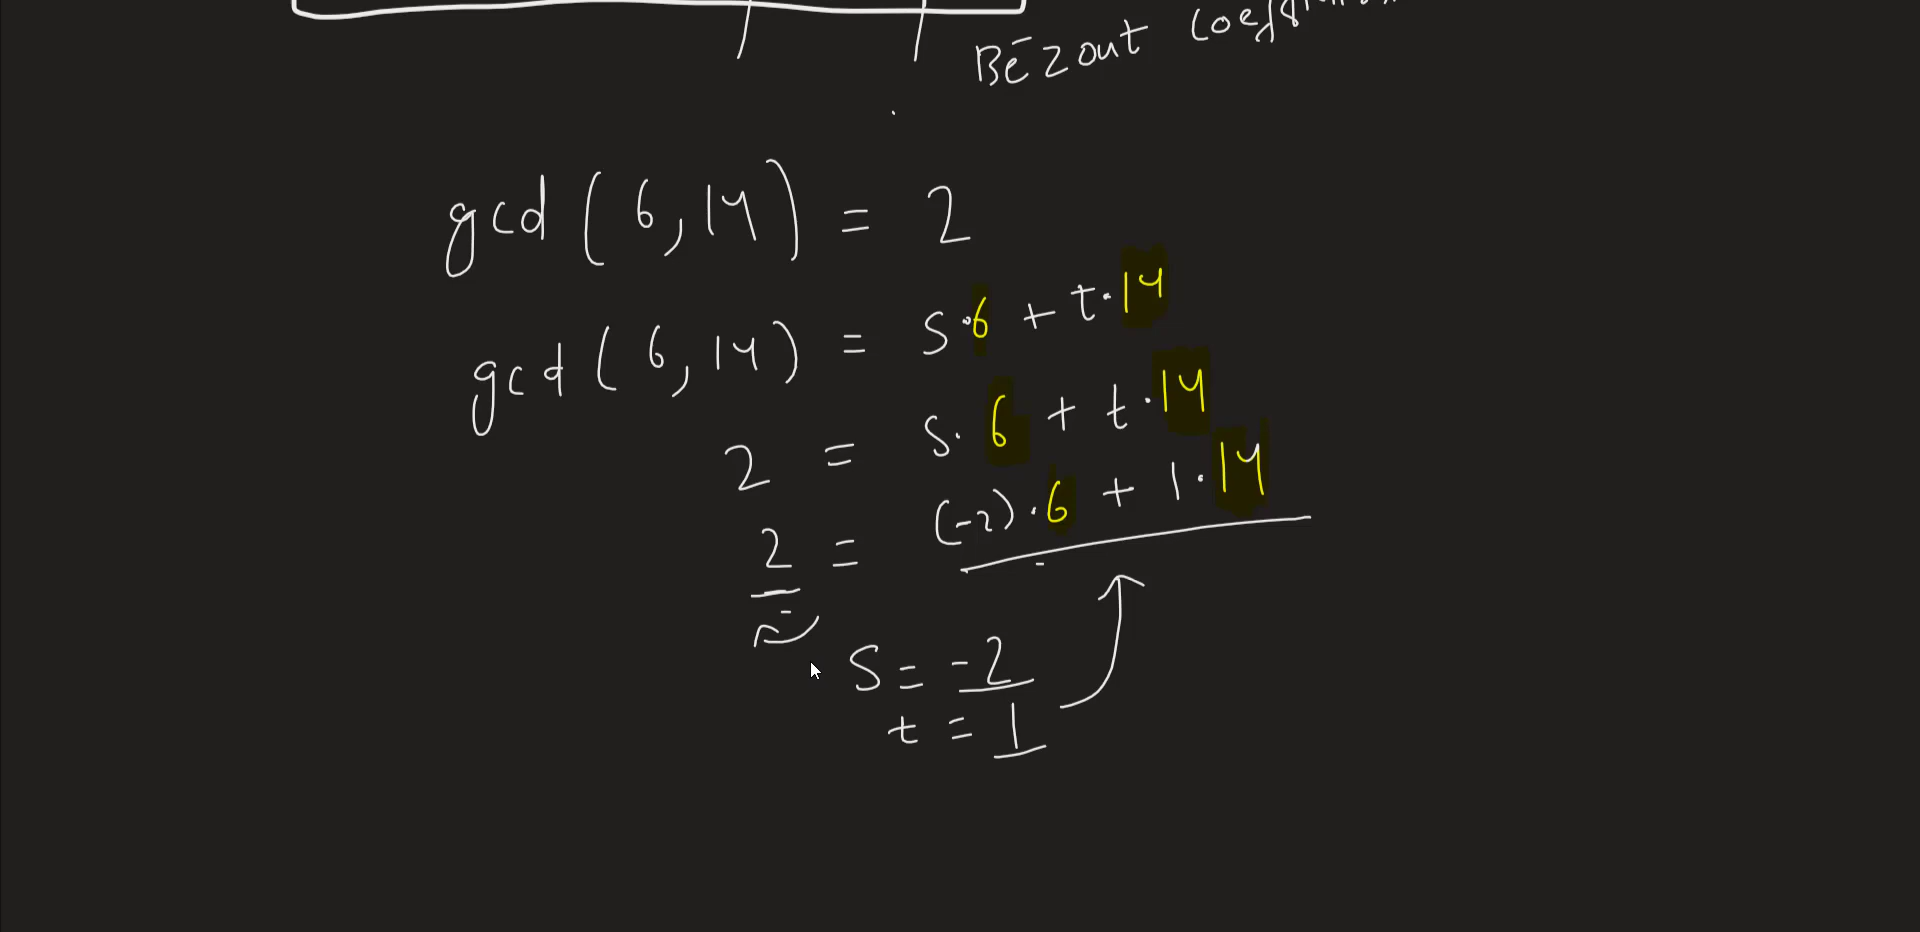 Bézout
gcd(6,14) = 2
gcd(6,14) = s·6 + t·14
2 = s·6 + t·14
2 = (-2)·6 + 1·14
s = -2
t = 1